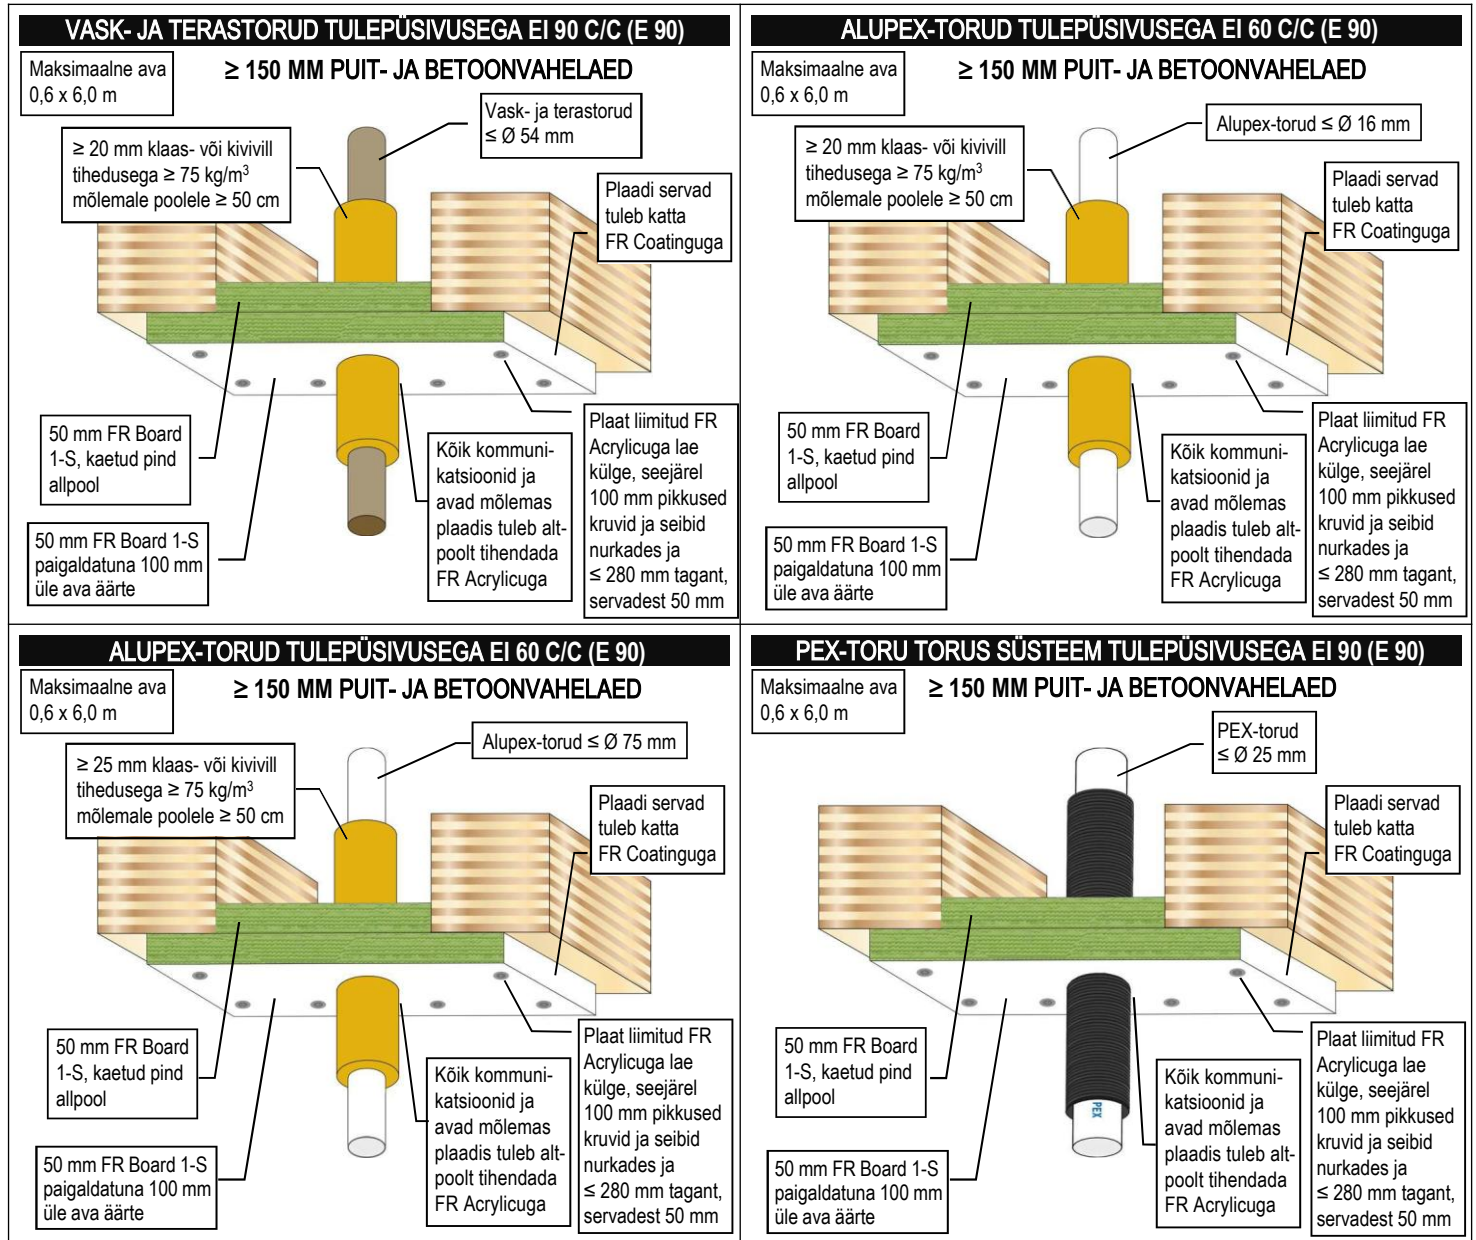 VASK- JA TERASTORUD TULEPÜSIVUSEGA EI 90 C/C (E 90)
Maksimaalne ava
0,6 x 6,0 m
≥ 150 MM PUIT- JA BETOONVAHELAED
Vask- ja terastorud
≤ Ø 54 mm
≥ 20 mm klaas- või kivivill
tihedusega ≥ 75 kg/m³
mõlemale poolele ≥ 50 cm
Plaadi servad
tuleb katta
FR Coatinguga
50 mm FR Board
1-S, kaetud pind
allpool
50 mm FR Board 1-S
paigaldatuna 100 mm
üle ava äärte
Kõik kommuni-
katsioonid ja
avad mõlemas
plaadis tuleb alt-
poolt tihendada
FR Acrylicuga
Plaat liimitud FR
Acrylicuga lae
külge, seejärel
100 mm pikkused
kruvid ja seibid
nurkades ja
≤ 280 mm tagant,
servadest 50 mm
ALUPEX-TORUD TULEPÜSIVUSEGA EI 60 C/C (E 90)
Maksimaalne ava
0,6 x 6,0 m
≥ 150 MM PUIT- JA BETOONVAHELAED
Alupex-torud ≤ Ø 16 mm
≥ 20 mm klaas- või kivivill
tihedusega ≥ 75 kg/m³
mõlemale poolele ≥ 50 cm
Plaadi servad
tuleb katta
FR Coatinguga
50 mm FR Board
1-S, kaetud pind
allpool
50 mm FR Board 1-S
paigaldatuna 100 mm
üle ava äärte
Kõik kommuni-
katsioonid ja
avad mõlemas
plaadis tuleb alt-
poolt tihendada
FR Acrylicuga
Plaat liimitud FR
Acrylicuga lae
külge, seejärel
100 mm pikkused
kruvid ja seibid
nurkades ja
≤ 280 mm tagant,
servadest 50 mm
ALUPEX-TORUD TULEPÜSIVUSEGA EI 60 C/C (E 90)
Maksimaalne ava
0,6 x 6,0 m
≥ 150 MM PUIT- JA BETOONVAHELAED
Alupex-torud ≤ Ø 75 mm
≥ 25 mm klaas- või kivivill
tihedusega ≥ 75 kg/m³
mõlemale poolele ≥ 50 cm
Plaadi servad
tuleb katta
FR Coatinguga
50 mm FR Board
1-S, kaetud pind
allpool
50 mm FR Board 1-S
paigaldatuna 100 mm
üle ava äärte
Kõik kommuni-
katsioonid ja
avad mõlemas
plaadis tuleb alt-
poolt tihendada
FR Acrylicuga
Plaat liimitud FR
Acrylicuga lae
külge, seejärel
100 mm pikkused
kruvid ja seibid
nurkades ja
≤ 280 mm tagant,
servadest 50 mm
PEX-TORU TORUS SÜSTEEM TULEPÜSIVUSEGA EI 90 (E 90)
Maksimaalne ava
0,6 x 6,0 m
≥ 150 MM PUIT- JA BETOONVAHELAED
PEX-torud
≤ Ø 25 mm
Plaadi servad
tuleb katta
FR Coatinguga
50 mm FR Board
1-S, kaetud pind
allpool
PEX
50 mm FR Board 1-S
paigaldatuna 100 mm
üle ava äärte
Kõik kommuni-
katsioonid ja
avad mõlemas
plaadis tuleb alt-
poolt tihendada
FR Acrylicuga
Plaat liimitud FR
Acrylicuga lae
külge, seejärel
100 mm pikkused
kruvid ja seibid
nurkades ja
≤ 280 mm tagant,
servadest 50 mm